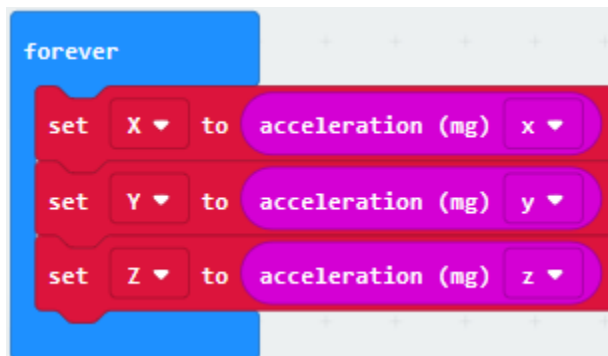 forever
set X to acceleration (mg) x
set Y to acceleration (mg) y
set Z to acceleration (mg) z